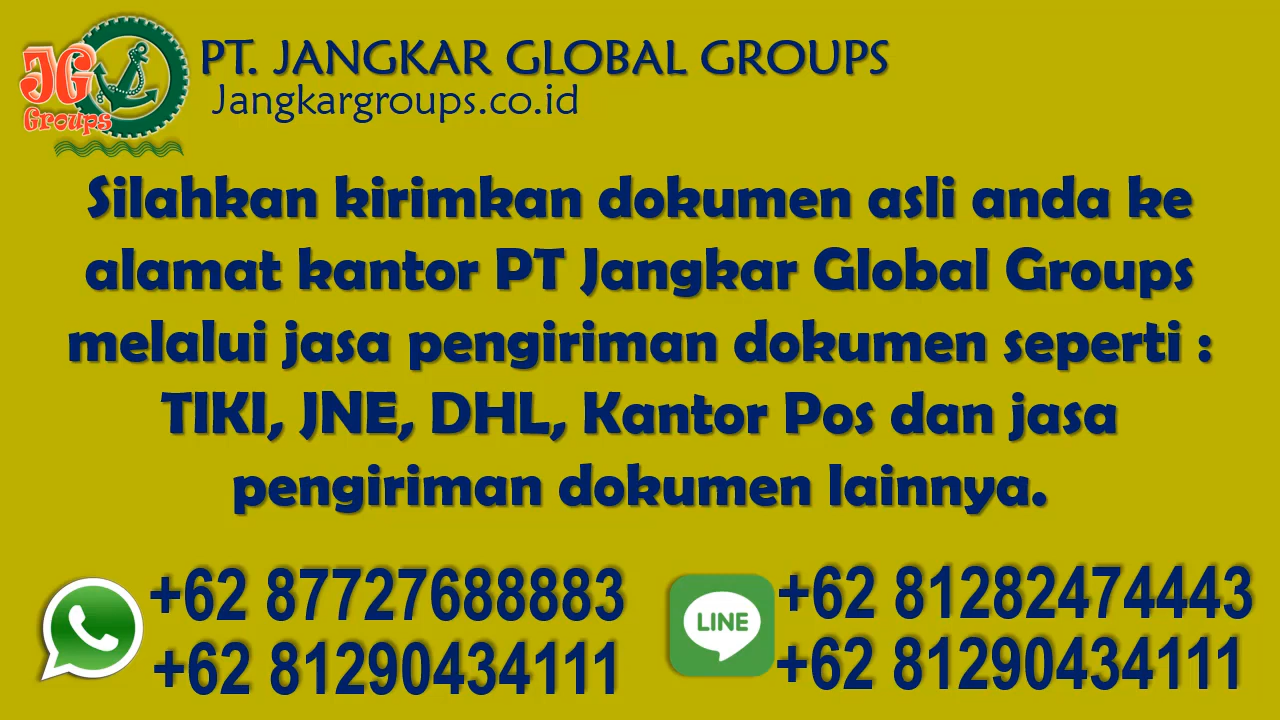 JG
Groups
PT. JANGKAR GLOBAL GROUPS
Jangkargroups.co.id
Silahkan kirimkan dokumen asli anda ke
alamat kantor PT Jangkar Global Groups
melalui jasa pengiriman dokumen seperti :
TIKI, JNE, DHL, Kantor Pos dan jasa
pengiriman dokumen lainnya.
+62 87727688883
+62 81290434111
LINE
+62 81282474443
+62 81290434111